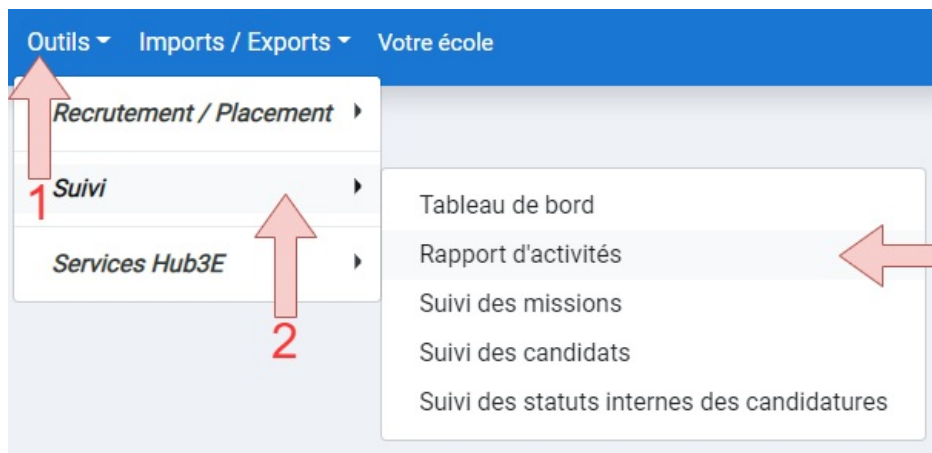 Outils Imports / Exports Votre école
Recrutement / Placement
1
Suivi
Services Hub3E
2
Tableau de bord
Rapport d'activités
Suivi des missions
Suivi des candidats
Suivi des statuts internes des candidatures